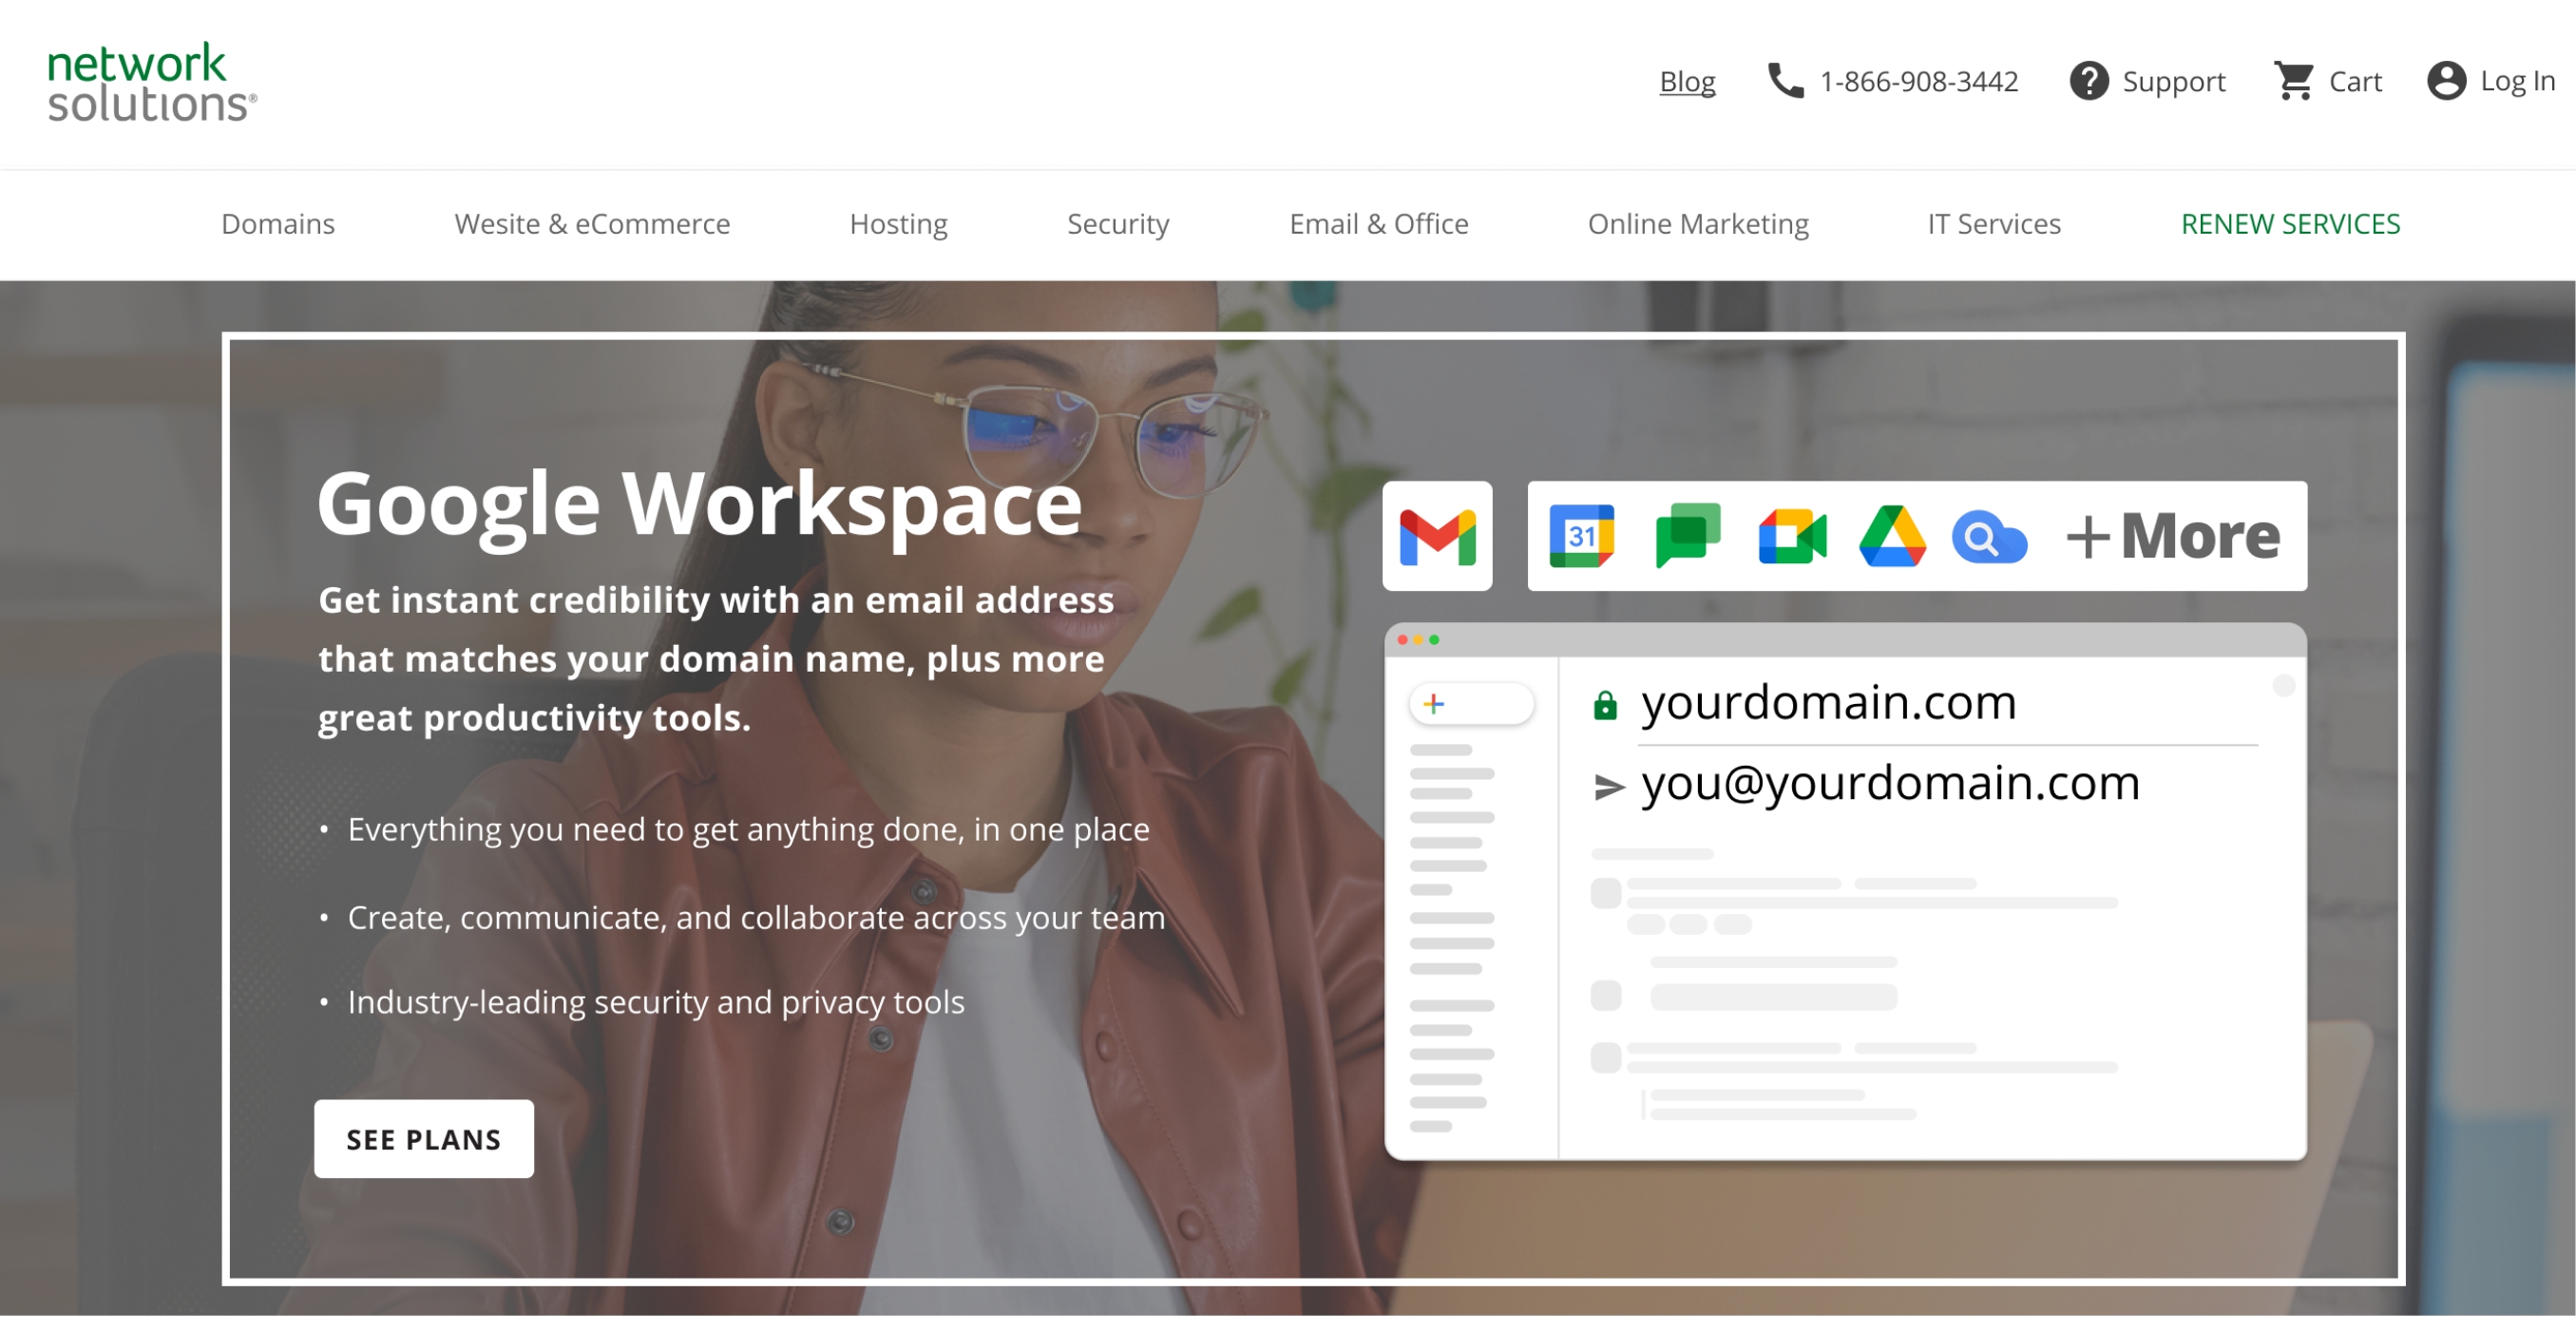 network
solutions®
Blog
1-866-908-3442
Support
Cart
Log In
Domains
Wesite & eCommerce
Hosting
Security
Email & Office
Online Marketing
IT Services
RENEW SERVICES
Google Workspace
Get instant credibility with an email address
that matches your domain name, plus more
great productivity tools.
• Everything you need to get anything done, in one place
• Create, communicate, and collaborate across your team
• Industry-leading security and privacy tools
SEE PLANS
31
+More
yourdomain.com
you@yourdomain.com